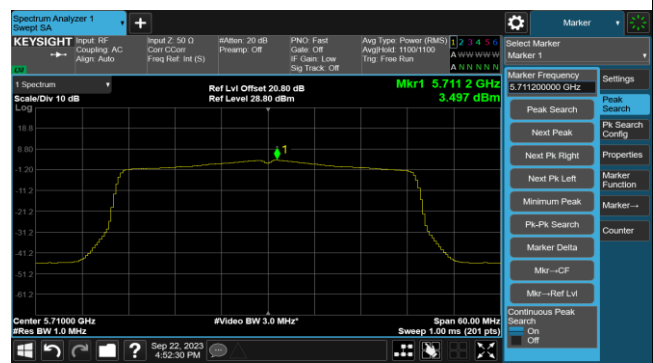 Spectrum Analyzer 1
Swept SA
+
Marker
KEYSIGHT
Input: RF
Coupling: AC
Align: Auto
Input Z: 50 Ω
Corr CCorr
Freq Ref: Int (S)
#Atten: 20 dB
Preamp: Off
PNO: Fast
Gate: Off
IF Gain: Low
Sig Track: Off
Avg Type: Power (RMS)
Avg|Hold: 1100/1100
Trig: Free Run
1 2 3 4 5 6
A W W W W W
A N N N N N
Select Marker
Marker 1
1 Spectrum
Scale/Div 10 dB
Log
Ref Lvl Offset 20.80 dB
Ref Level 28.80 dBm
Mkr1 5.711 2 GHz
3.497 dBm
18.8
8.80
-1.20
-11.2
-21.2
-31.2
-41.2
-51.2
-61.2
1
Center 5.71000 GHz
#Res BW 1.0 MHz
#Video BW 3.0 MHz*
Span 60.00 MHz
Sweep 1.00 ms (201 pts)
Marker Frequency
5.711200000 GHz
Peak Search
Next Peak
Next Pk Right
Next Pk Left
Minimum Peak
Pk-Pk Search
Marker Delta
Mkr→CF
Mkr→Ref Lvl
Continuous Peak
Search
On
Off
Settings
Peak
Search
Pk Search
Config
Properties
Marker
Function
Marker→
Counter
?
Sep 22, 2023
4:52:30 PM